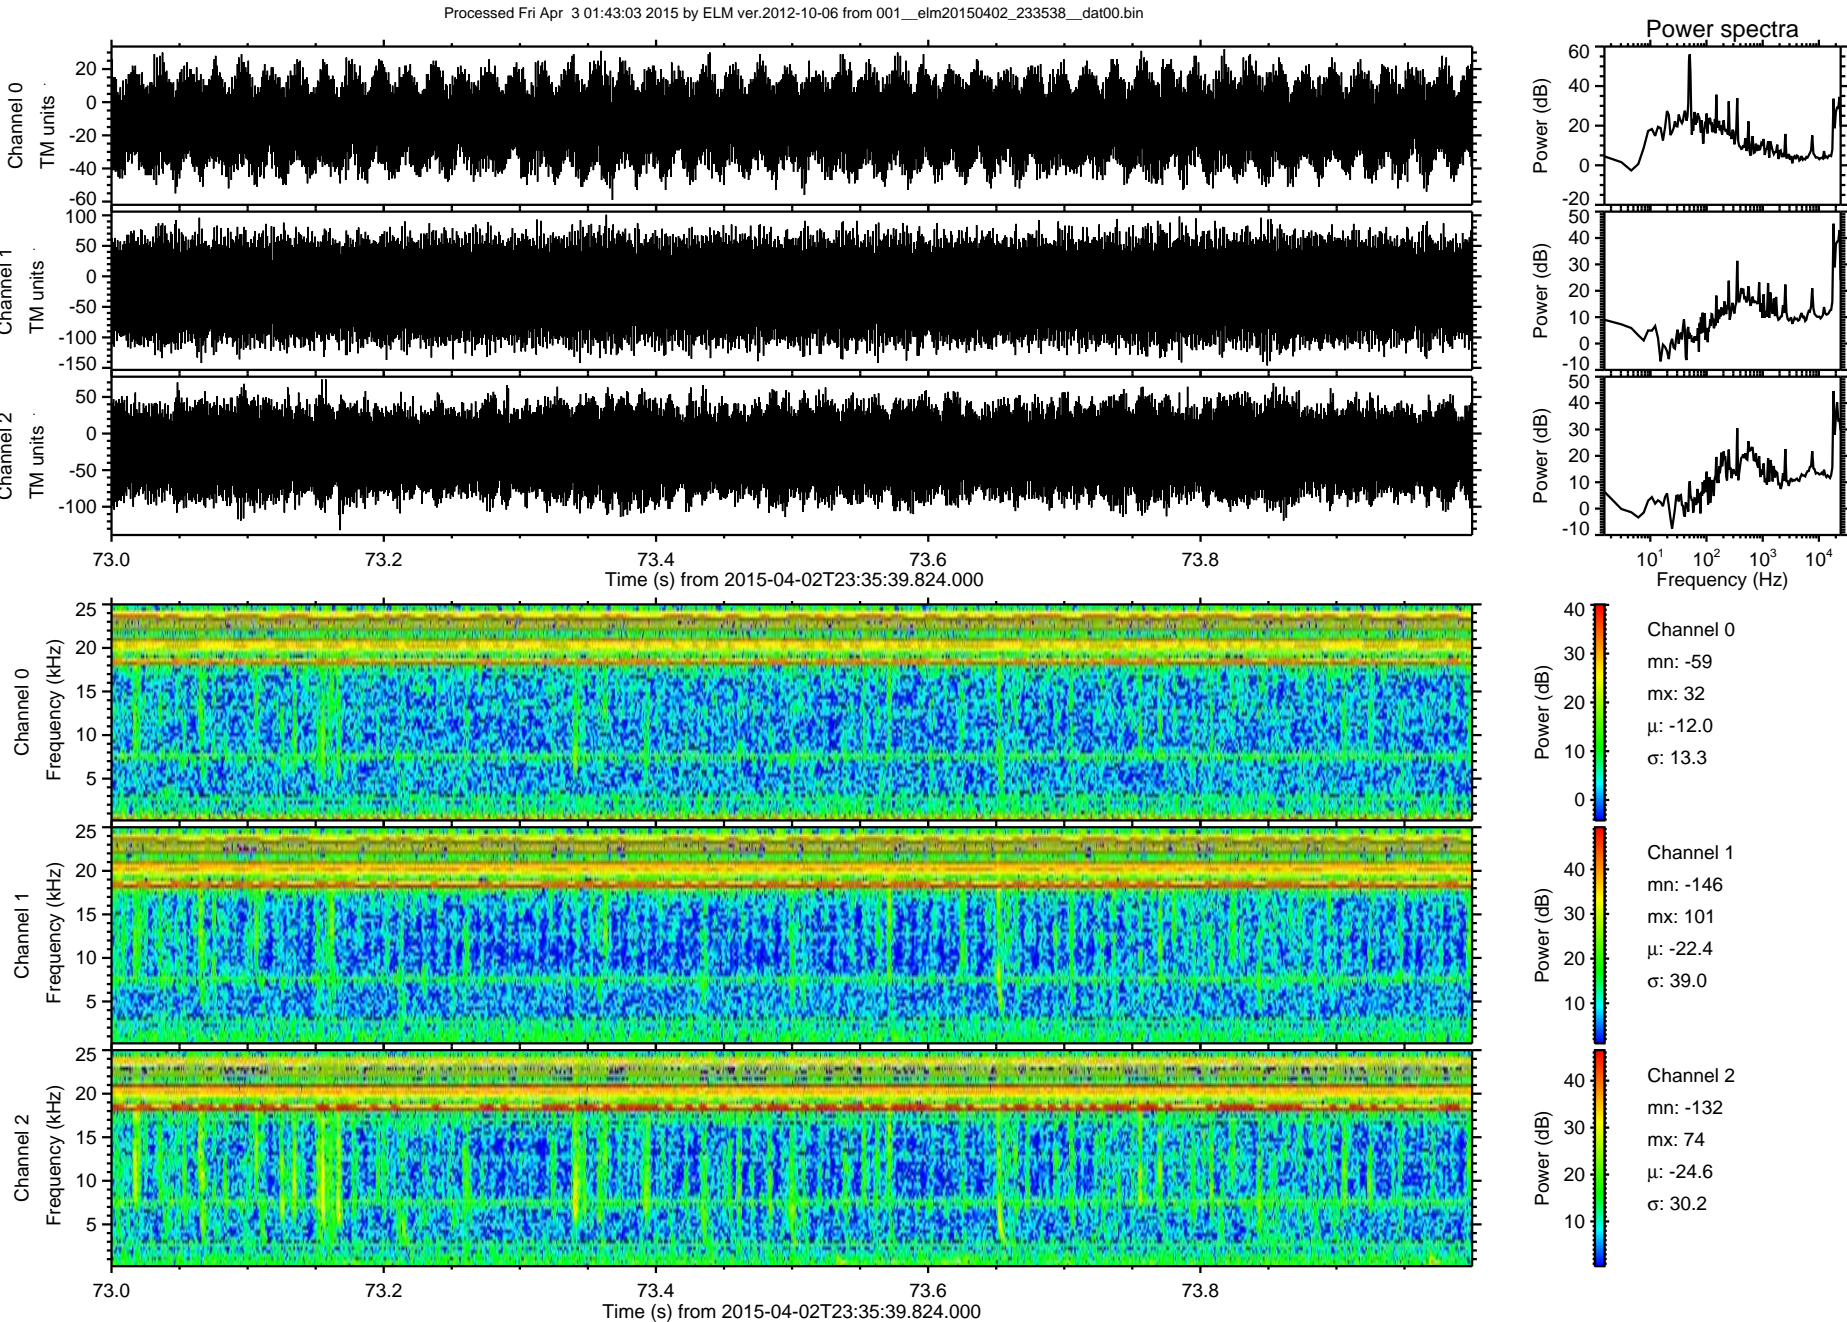 Processed Fri Apr  3 01:43:03 2015 by ELM ver.2012-10-06 from 001__elm20150402_233538__dat00.bin
Power spectra
Channel 0
TM units
20
0
-20
-40
-60
Power (dB)
60
40
20
0
-20
Channel 1
TM units
100
50
0
-50
-100
-150
Power (dB)
50
40
30
20
10
0
-10
Channel 2
TM units
50
0
-50
-100
Power (dB)
50
40
30
20
10
0
-10
73.0 73.2 73.4 73.6 73.8
Time (s) from 2015-04-02T23:35:39.824.000
10^1 10^2 10^3 10^4
Frequency (Hz)
Channel 0
Frequency (kHz)
25
20
15
10
5
Power (dB)
40
30
20
10
0
Channel 0
mn: -59
mx: 32
μ: -12.0
σ: 13.3
Channel 1
Frequency (kHz)
25
20
15
10
5
Power (dB)
40
30
20
10
Channel 1
mn: -146
mx: 101
μ: -22.4
σ: 39.0
Channel 2
Frequency (kHz)
25
20
15
10
5
Power (dB)
40
30
20
10
Channel 2
mn: -132
mx: 74
μ: -24.6
σ: 30.2
73.0 73.2 73.4 73.6 73.8
Time (s) from 2015-04-02T23:35:39.824.000